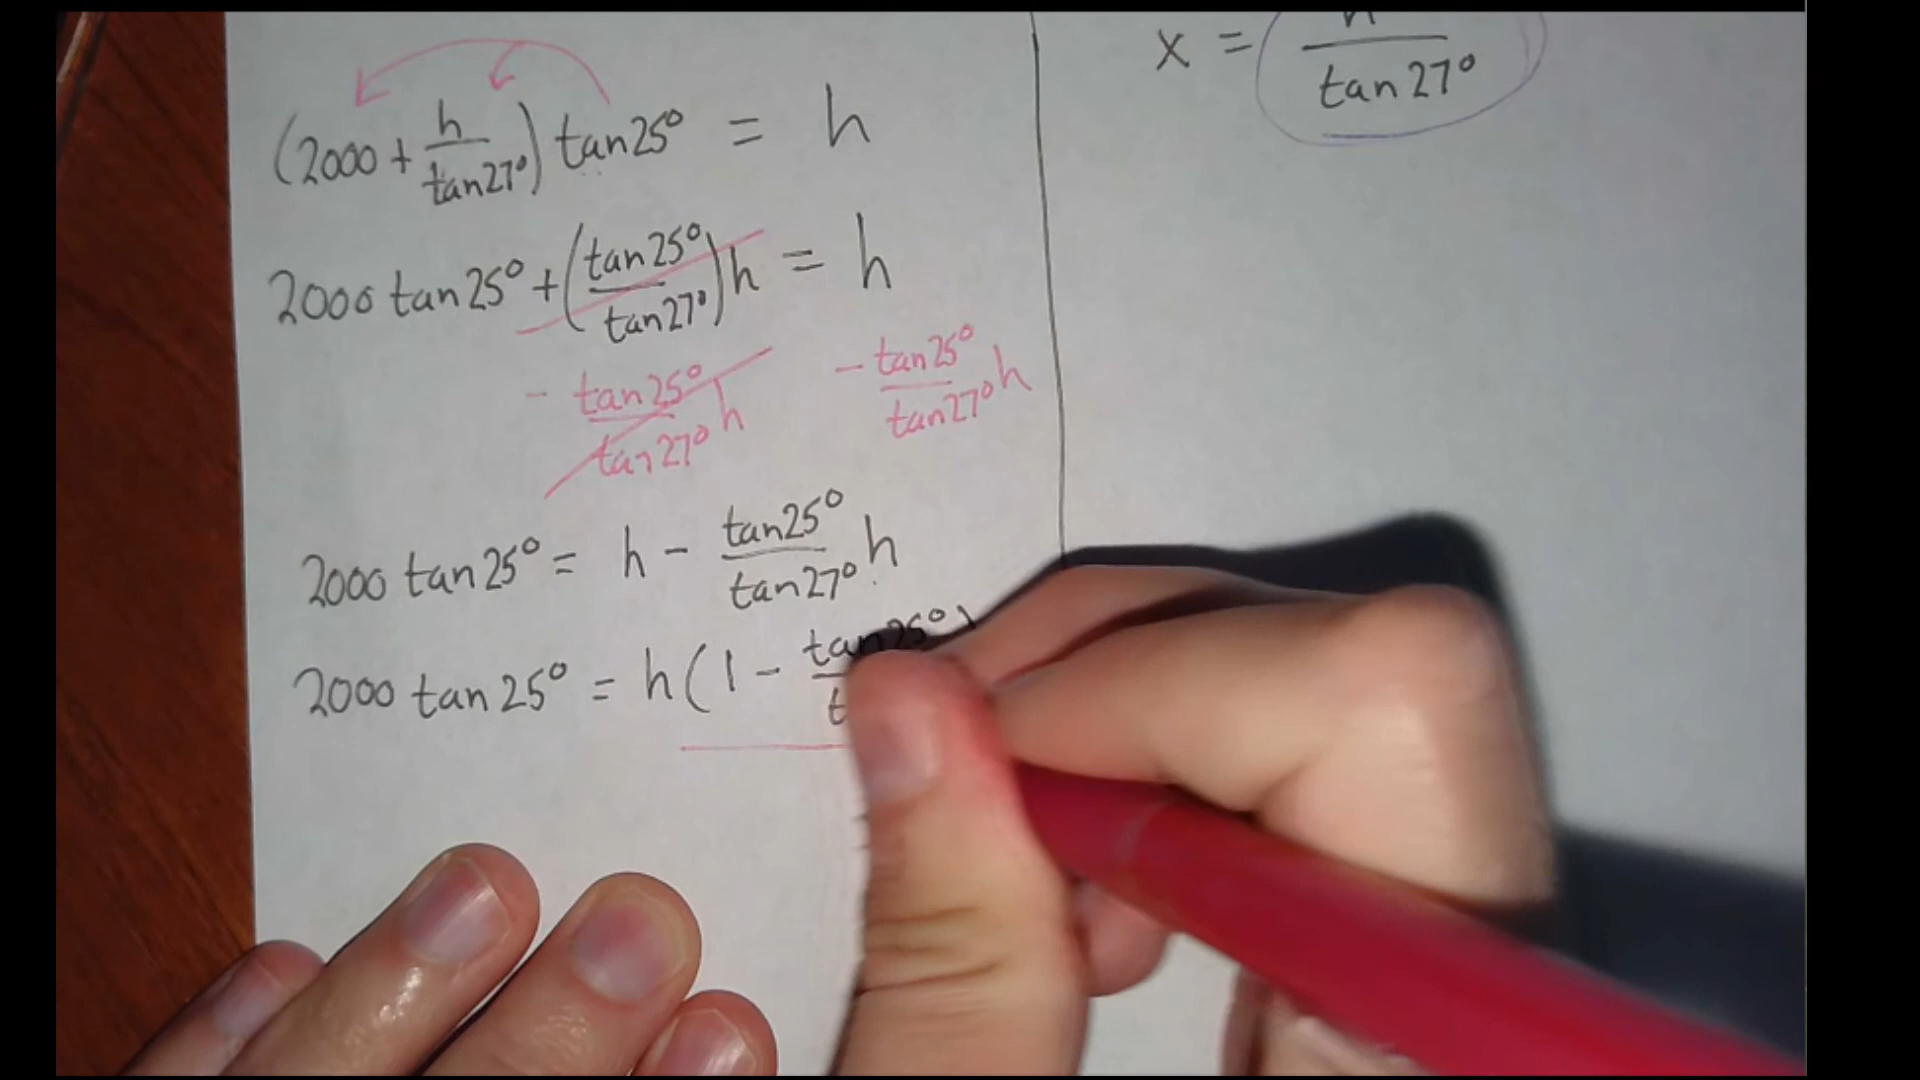 (2000 + h/tan27°) tan25° = h
2000 tan25° + (tan25°/tan27°)h = h
- tan25°/tan27° h - tan25°/tan27° h
2000 tan25° = h - tan25°/tan27° h
2000 tan25° = h(1 - tan25°
x = h/tan27°